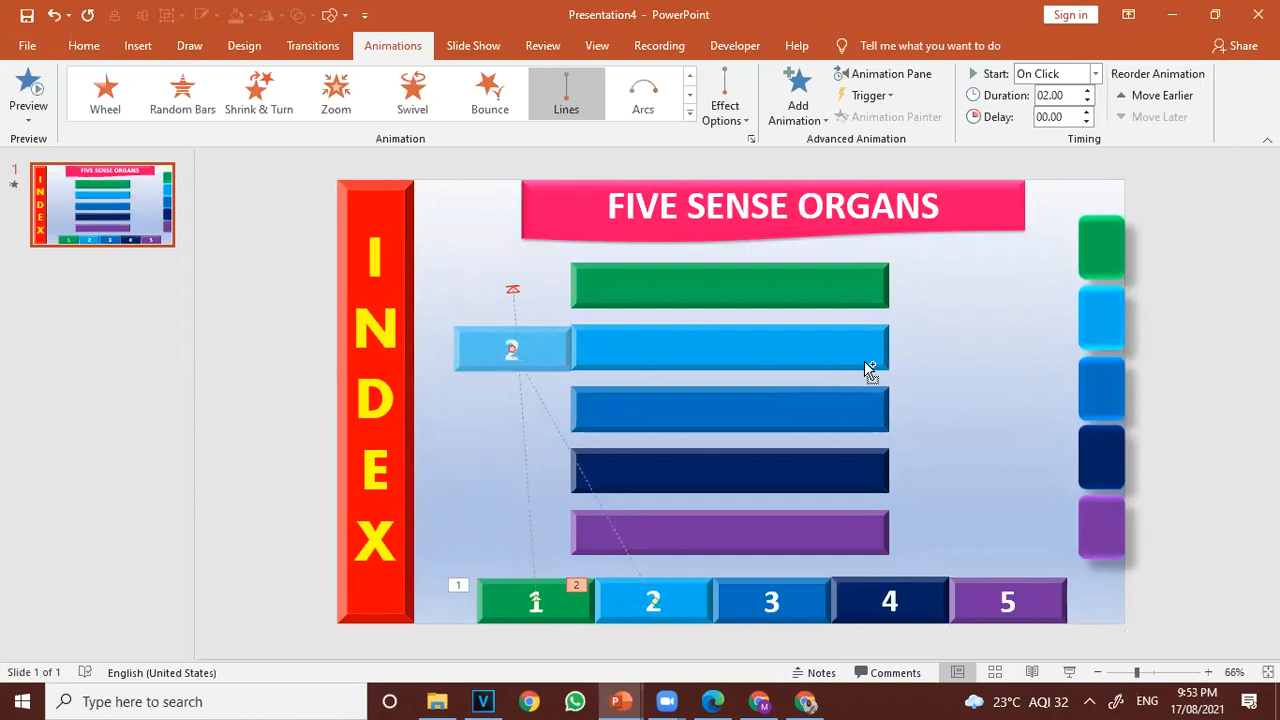 Presentation4 - PowerPoint
Sign in
File
Home
Insert
Draw
Design
Transitions
Animations
Slide Show
Review
View
Recording
Developer
Help
Tell me what you want to do
Share
Preview
Wheel
Random Bars
Shrink & Turn
Zoom
Swivel
Bounce
Lines
Arcs
Effect
Options
Add
Animation
Animation Pane
Trigger
Animation Painter
Start: On Click
Duration: 02.00
Delay: 00.00
Reorder Animation
Move Earlier
Move Later
Preview
Animation
Advanced Animation
Timing
1
FIVE SENSE ORGANS
I
N
D
E
X
1 2 3 4 5
FIVE SENSE ORGANS
I
N
D
E
X
2
1
2
1 2 3 4 5
Slide 1 of 1
English (United States)
Notes
Comments
66%
Type here to search
23°C AQI 32
ENG
9:53 PM
17/08/2021